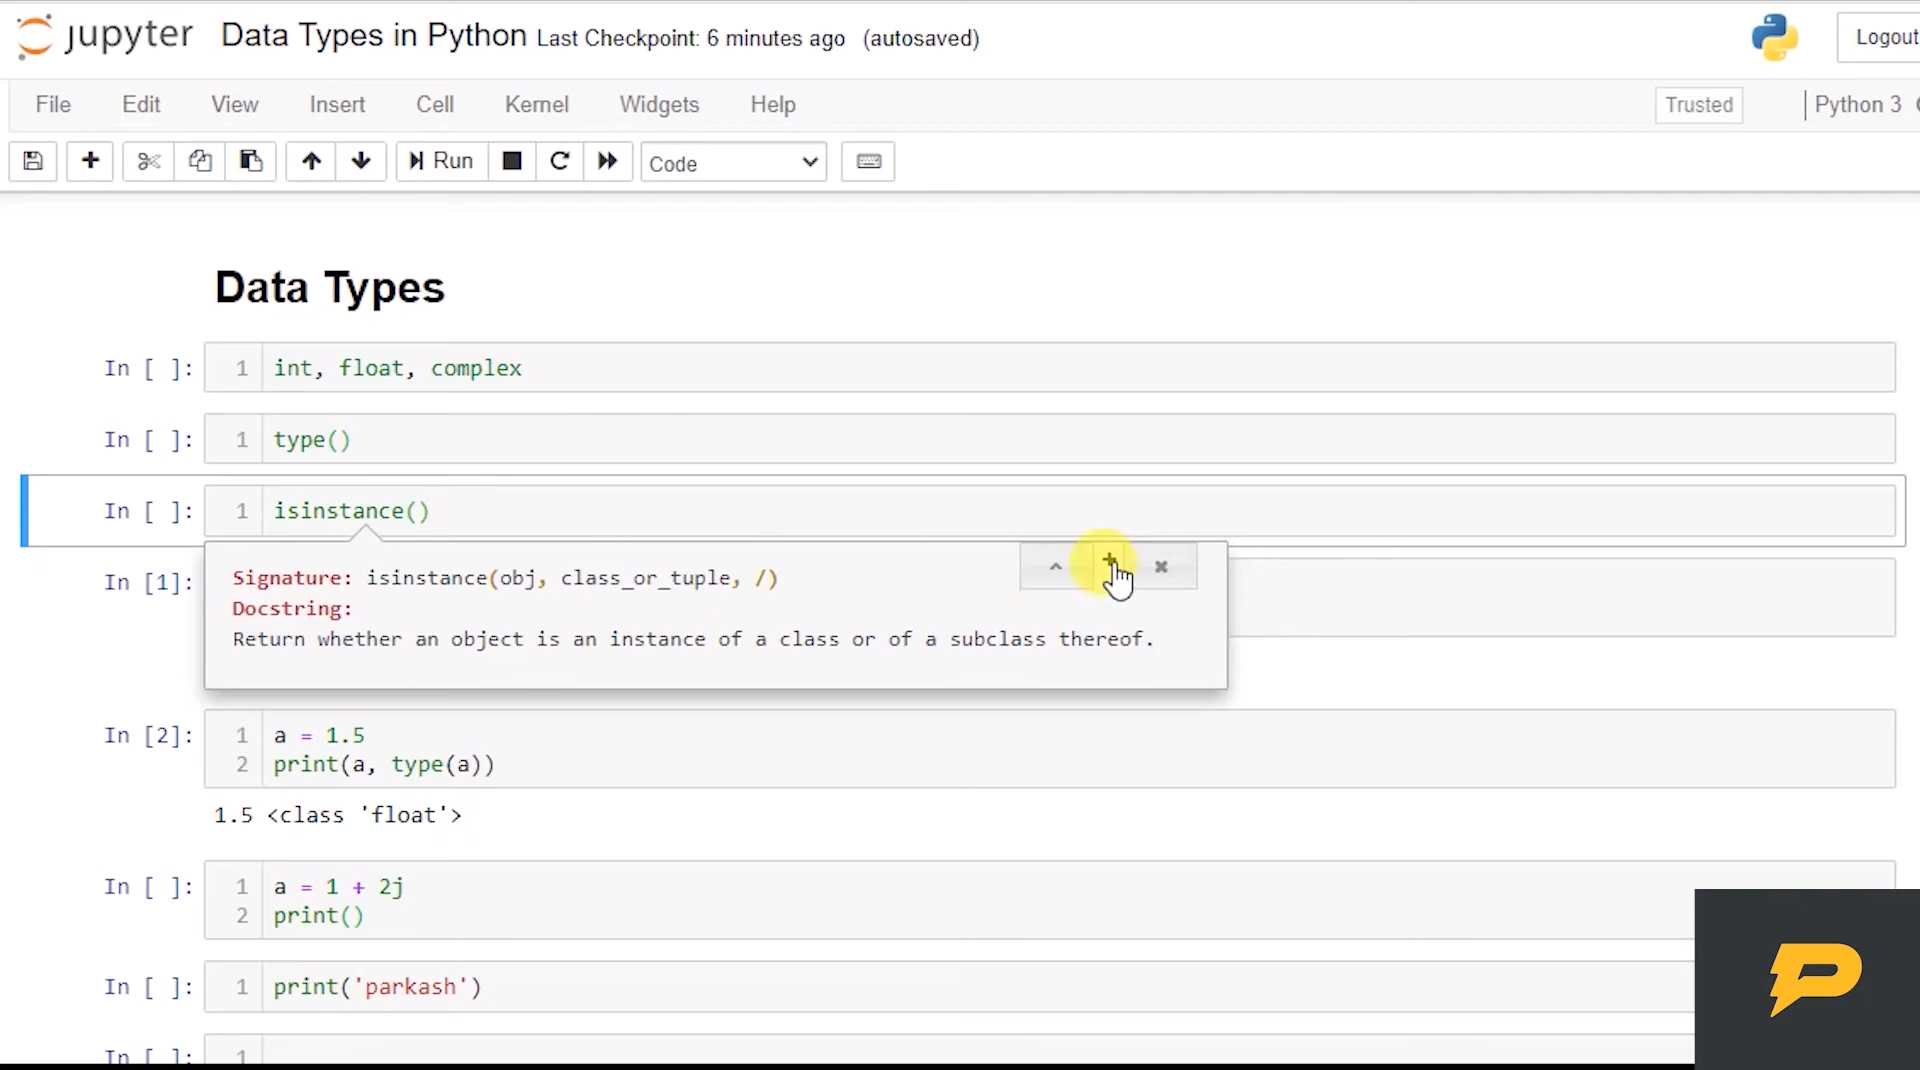 jupyter Data Types in Python Last Checkpoint: 6 minutes ago (autosaved)
Logout
File Edit View Insert Cell Kernel Widgets Help
Trusted
Python 3
Run
Code
Data Types
In [ ]: 1 int, float, complex
In [ ]: 1 type()
In [ ]: 1 isinstance()
Signature: isinstance(obj, class_or_tuple, /)
Docstring:
Return whether an object is an instance of a class or of a subclass thereof.
In [1]:
In [2]: 1 a = 1.5
2 print(a, type(a))
1.5 <class 'float'>
In [ ]: 1 a = 1 + 2j
2 print()
In [ ]: 1 print('parkash')
In [ ]: 1